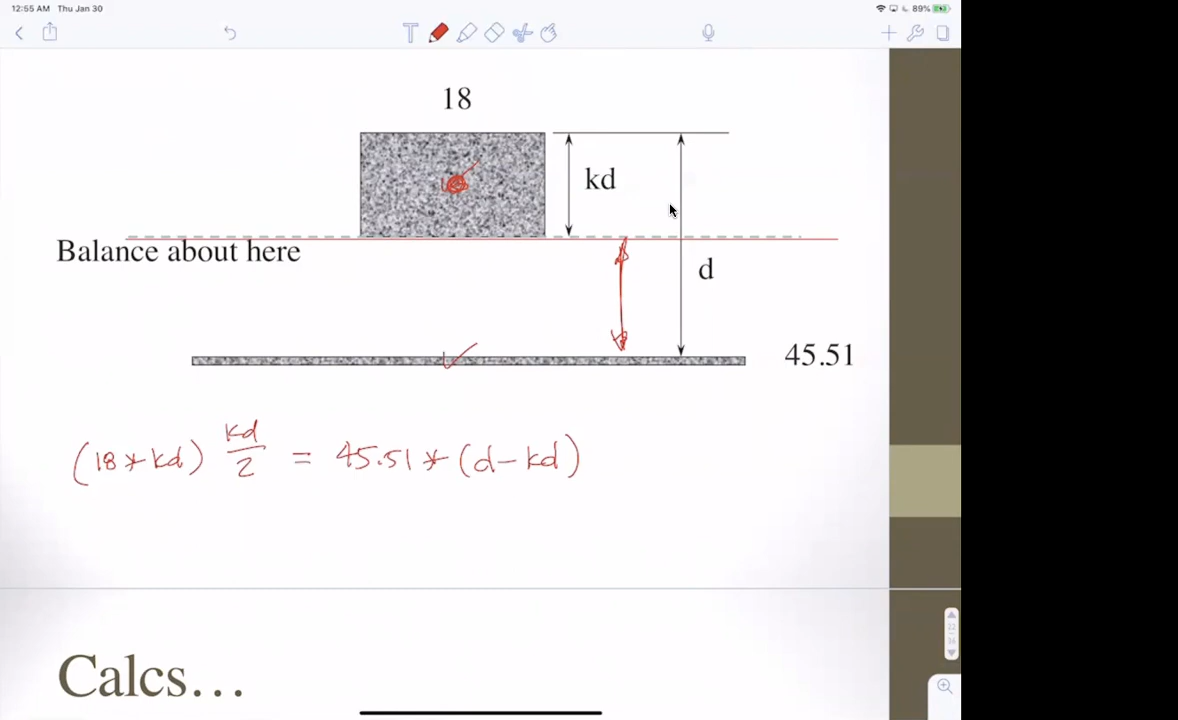 12:55 AM Thu Jan 30
89%
T
18
kd
Balance about here
d
45.51
(18*kd) kd/2 = 45.51*(d-kd)
Calcs...